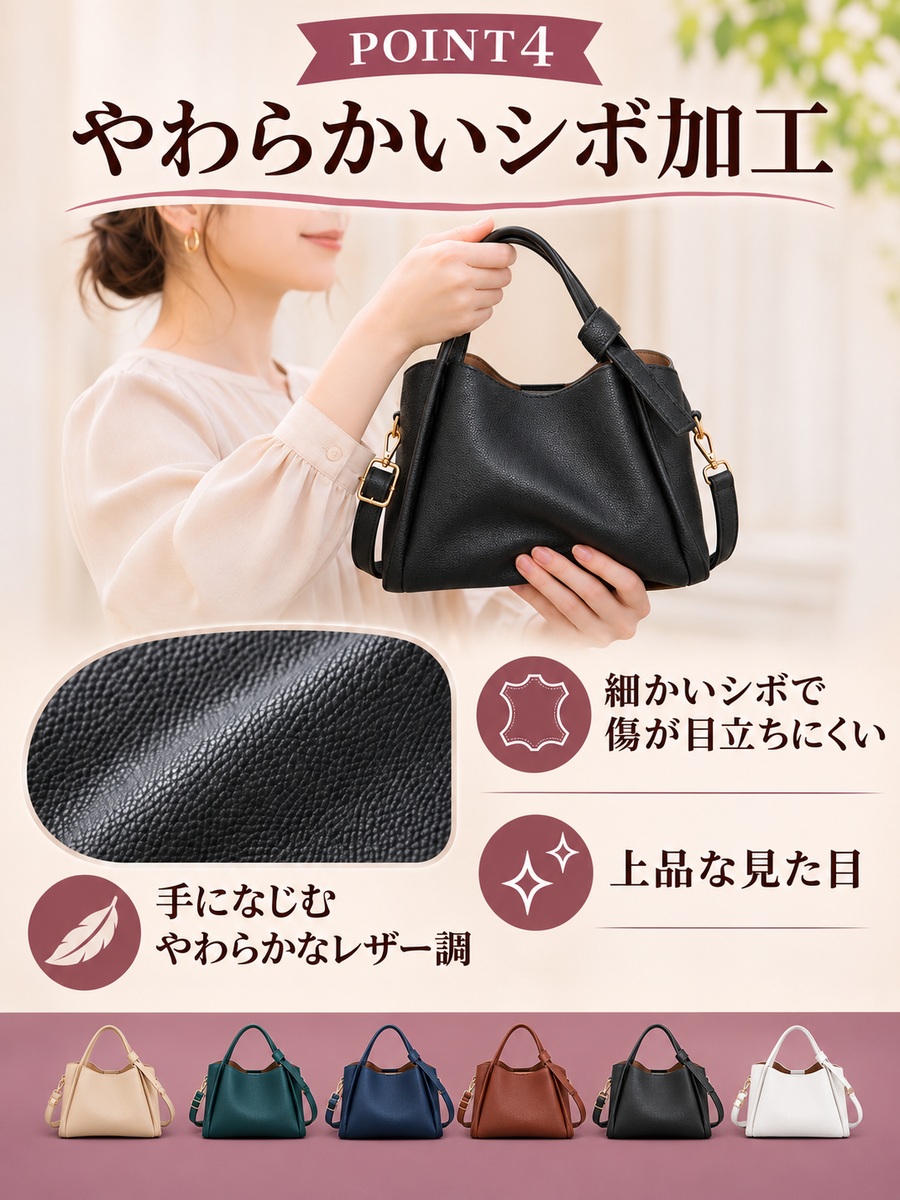 POINT4
やわらかいシボ加工
細かいシボで
傷が目立ちにくい
上品な見た目
手になじむ
やわらかなレザー調